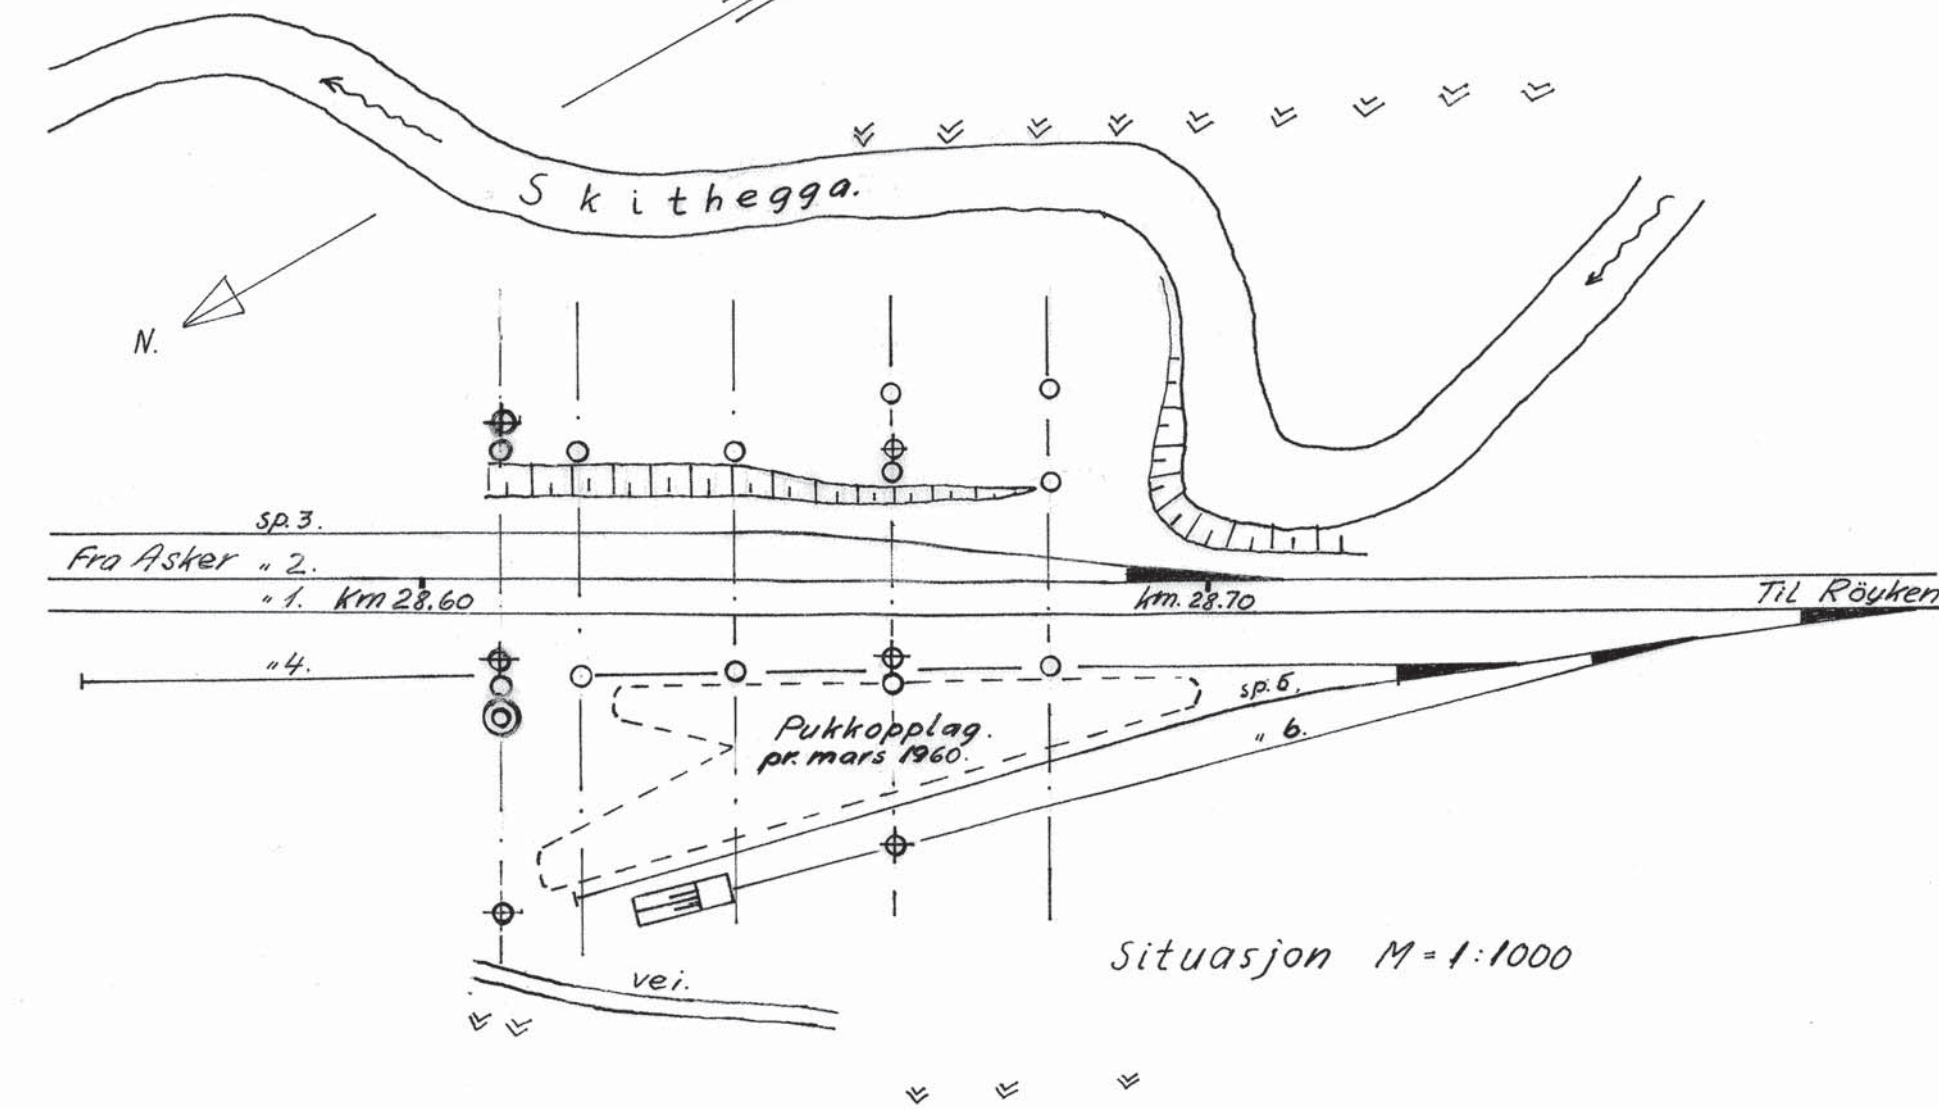 Skithegga.
N.
sp. 3.
Fra Asker „ 2.
„ 1. Km 28.60
km. 28.70
Til Röyken
„ 4.
sp. 5.
„ 6.
Pukkopplag.
pr. mars 1960.
Situasjon M = 1:1000
vei.